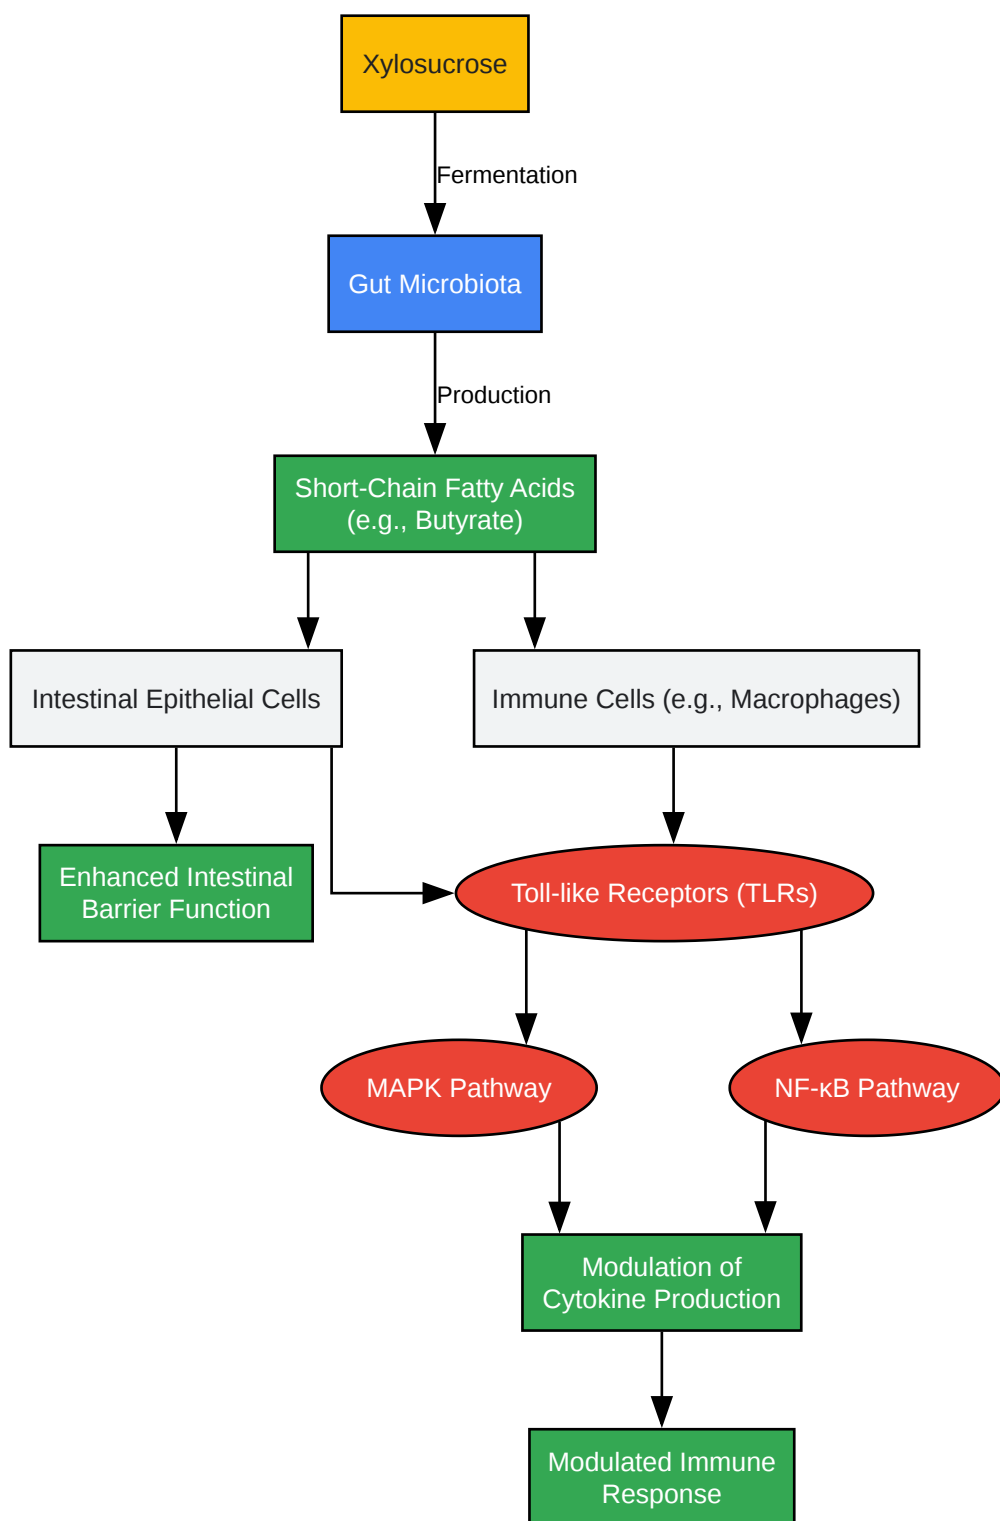 Xylosucrose
Fermentation
Gut Microbiota
Production
Short-Chain Fatty Acids
(e.g., Butyrate)
Intestinal Epithelial Cells
Immune Cells (e.g., Macrophages)
Enhanced Intestinal
Barrier Function
Toll-like Receptors (TLRs)
MAPK Pathway
NF-κB Pathway
Modulation of
Cytokine Production
Modulated Immune
Response